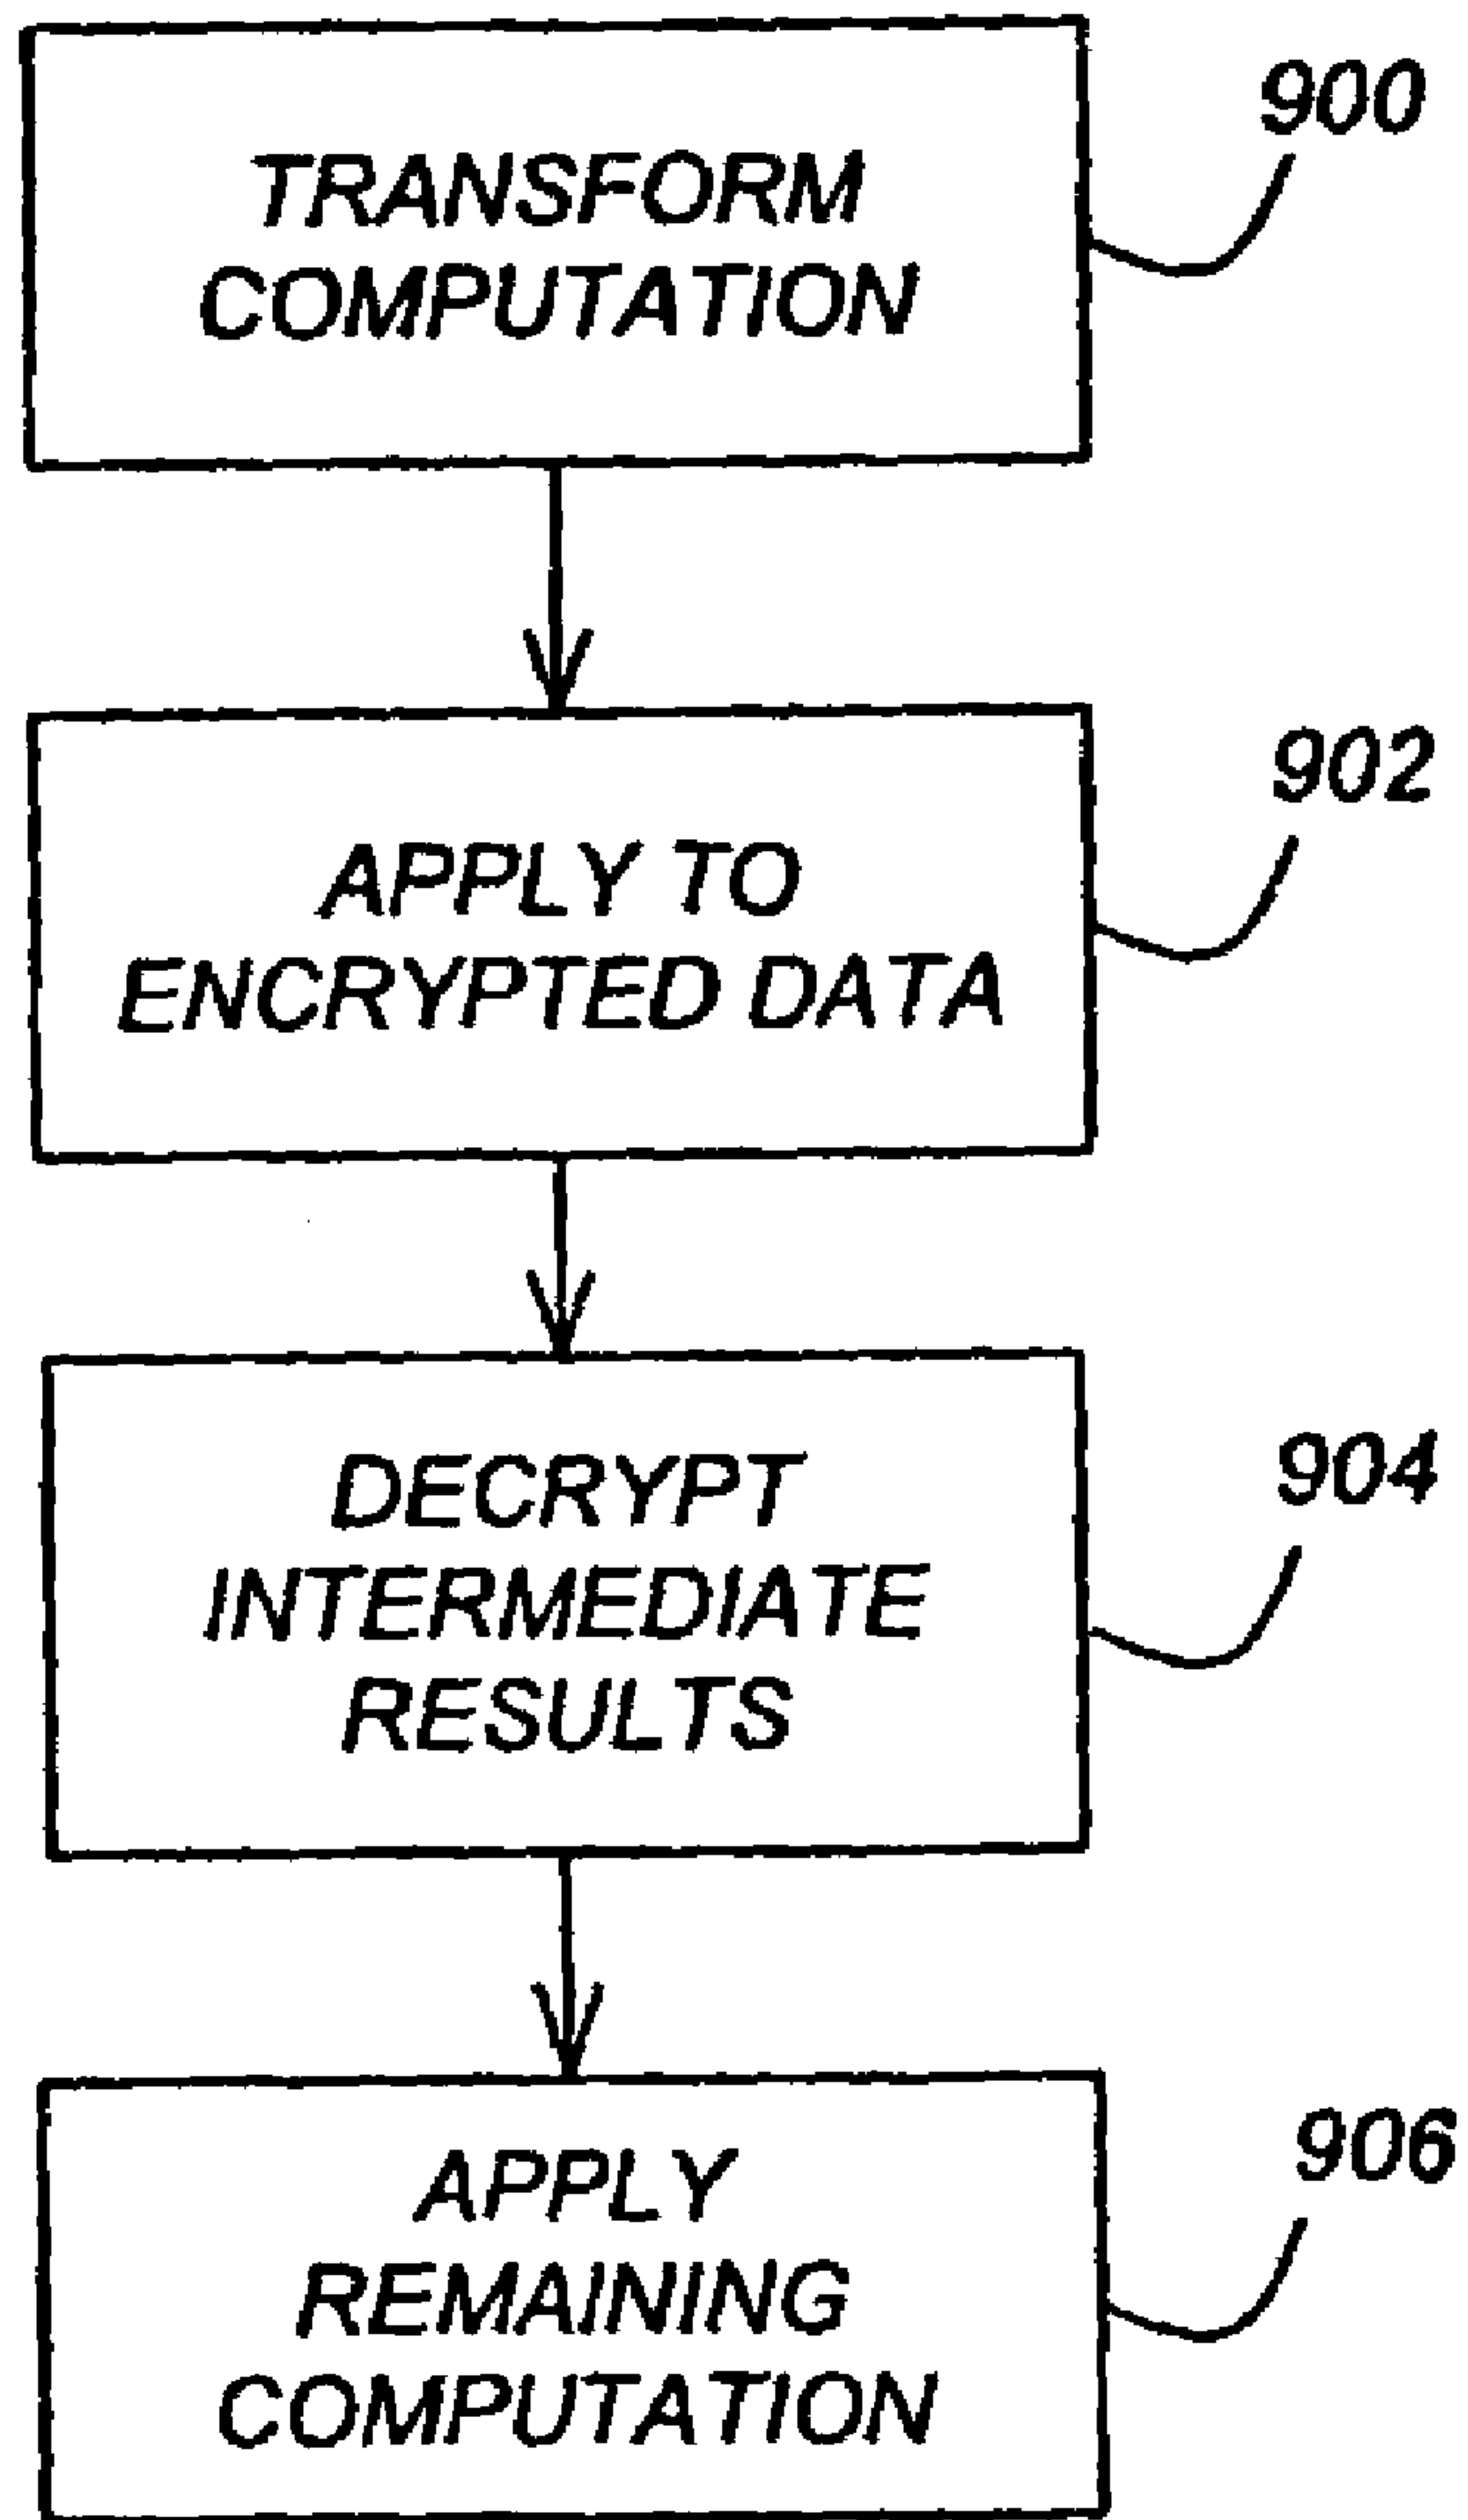 900
TRANSFORM
COMPUTATION
902
APPLY TO
ENCRYPTED DATA
904
DECRYPT
INTERMEDIATE
RESULTS
906
APPLY
REMAINING
COMPUTATION